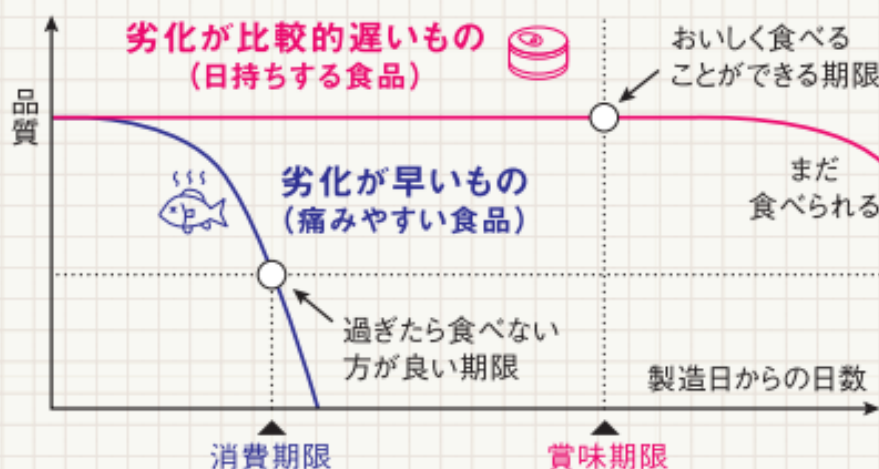 劣化が比較的遅いもの
（日持ちする食品）
おいしく食べる
ことができる期限
品質
まだ
食べられる
劣化が早いもの
（痛みやすい食品）
過ぎたら食べない
方が良い期限
製造日からの日数
消費期限
賞味期限